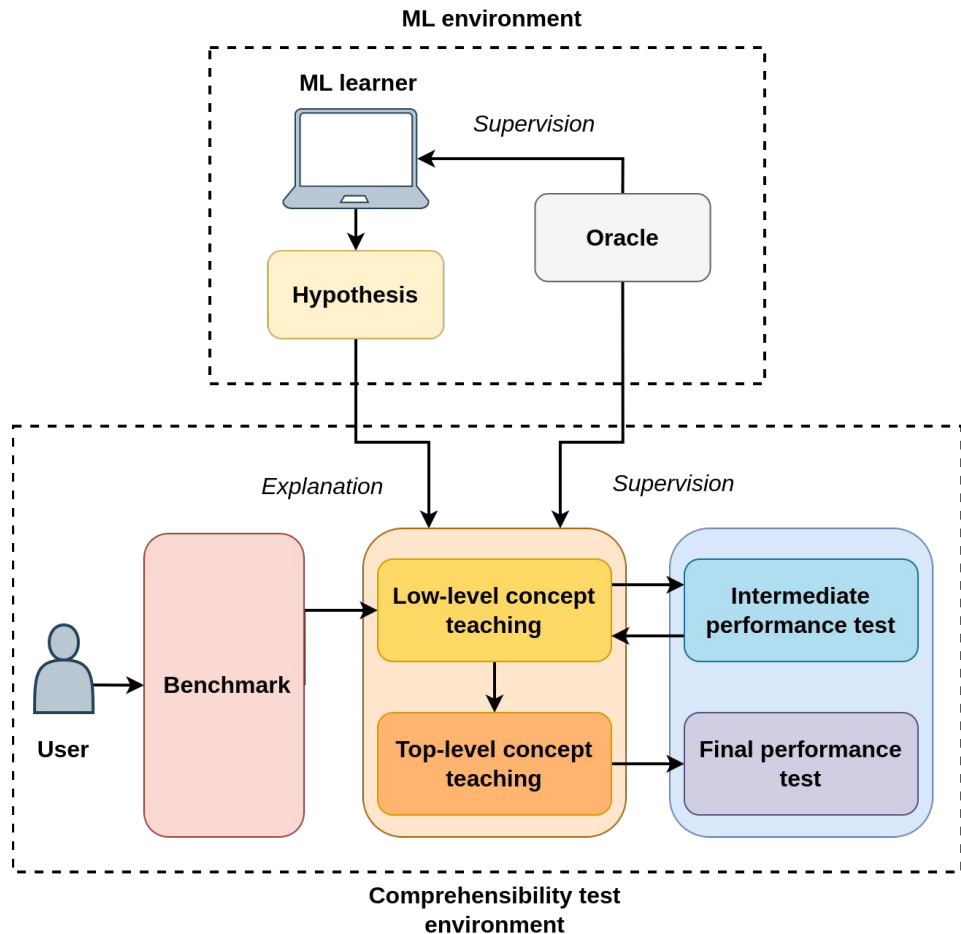 ML environment
ML learner
Supervision
Oracle
Hypothesis
Explanation
Supervision
Low-level concept
teaching
Intermediate
performance test
Benchmark
User
Top-level concept
teaching
Final performance
test
Comprehensibility test
environment